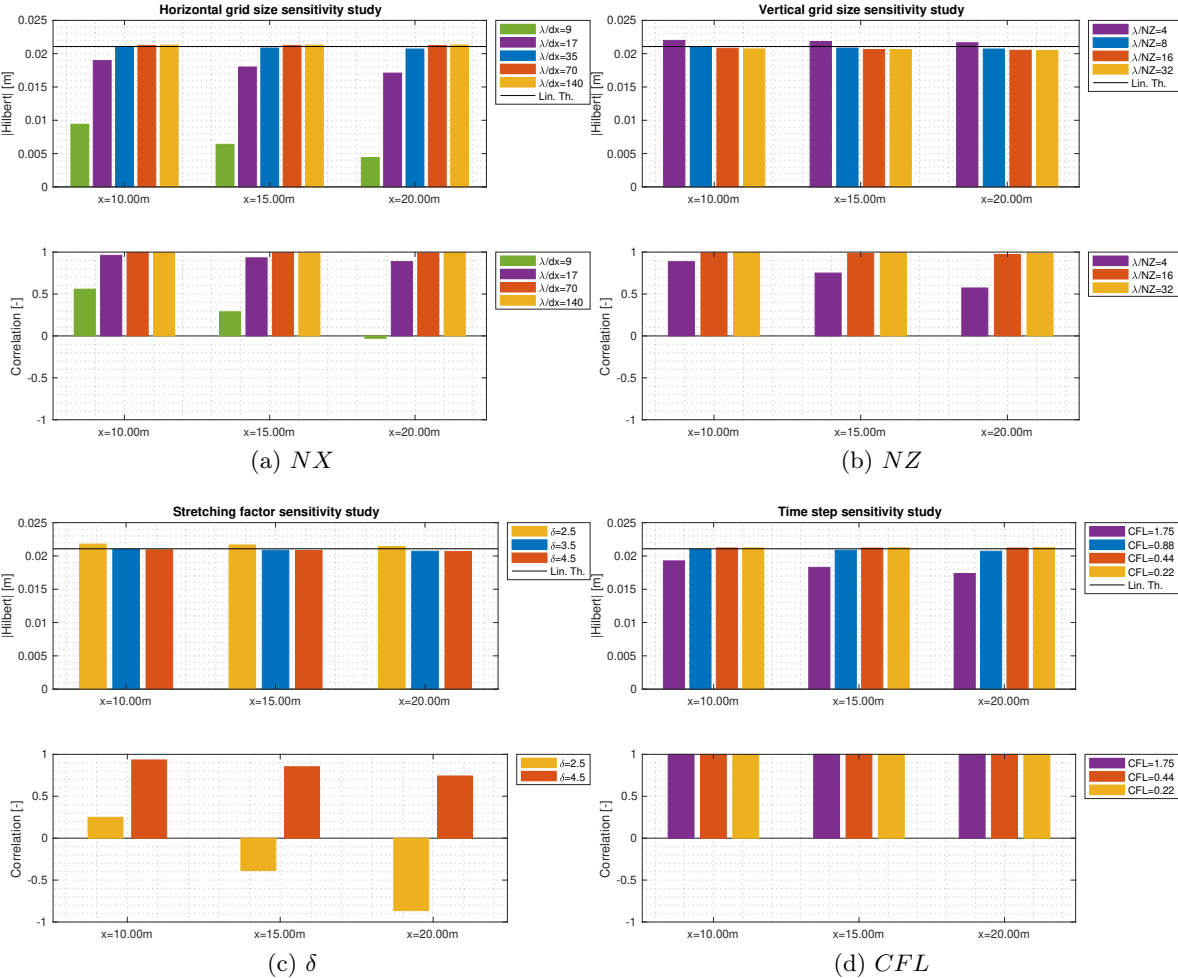 Horizontal grid size sensitivity study
|Hilbert| [m]
0.025
0.02
0.015
0.01
0.005
0
x=10.00m x=15.00m x=20.00m
λ/dx=9
λ/dx=17
λ/dx=35
λ/dx=70
λ/dx=140
Lin. Th.
Correlation [-]
1
0.5
0
-0.5
-1
x=10.00m x=15.00m x=20.00m
λ/dx=9
λ/dx=17
λ/dx=70
λ/dx=140
(a) NX
Vertical grid size sensitivity study
|Hilbert| [m]
0.025
0.02
0.015
0.01
0.005
0
x=10.00m x=15.00m x=20.00m
λ/NZ=4
λ/NZ=8
λ/NZ=16
λ/NZ=32
Lin. Th.
Correlation [-]
1
0.5
0
-0.5
-1
x=10.00m x=15.00m x=20.00m
λ/NZ=4
λ/NZ=16
λ/NZ=32
(b) NZ
Stretching factor sensitivity study
|Hilbert| [m]
0.025
0.02
0.015
0.01
0.005
0
x=10.00m x=15.00m x=20.00m
δ=2.5
δ=3.5
δ=4.5
Lin. Th.
Correlation [-]
1
0.5
0
-0.5
-1
x=10.00m x=15.00m x=20.00m
δ=2.5
δ=4.5
(c) δ
Time step sensitivity study
|Hilbert| [m]
0.025
0.02
0.015
0.01
0.005
0
x=10.00m x=15.00m x=20.00m
CFL=1.75
CFL=0.88
CFL=0.44
CFL=0.22
Lin. Th.
Correlation [-]
1
0.5
0
-0.5
-1
x=10.00m x=15.00m x=20.00m
CFL=1.75
CFL=0.44
CFL=0.22
(d) CFL